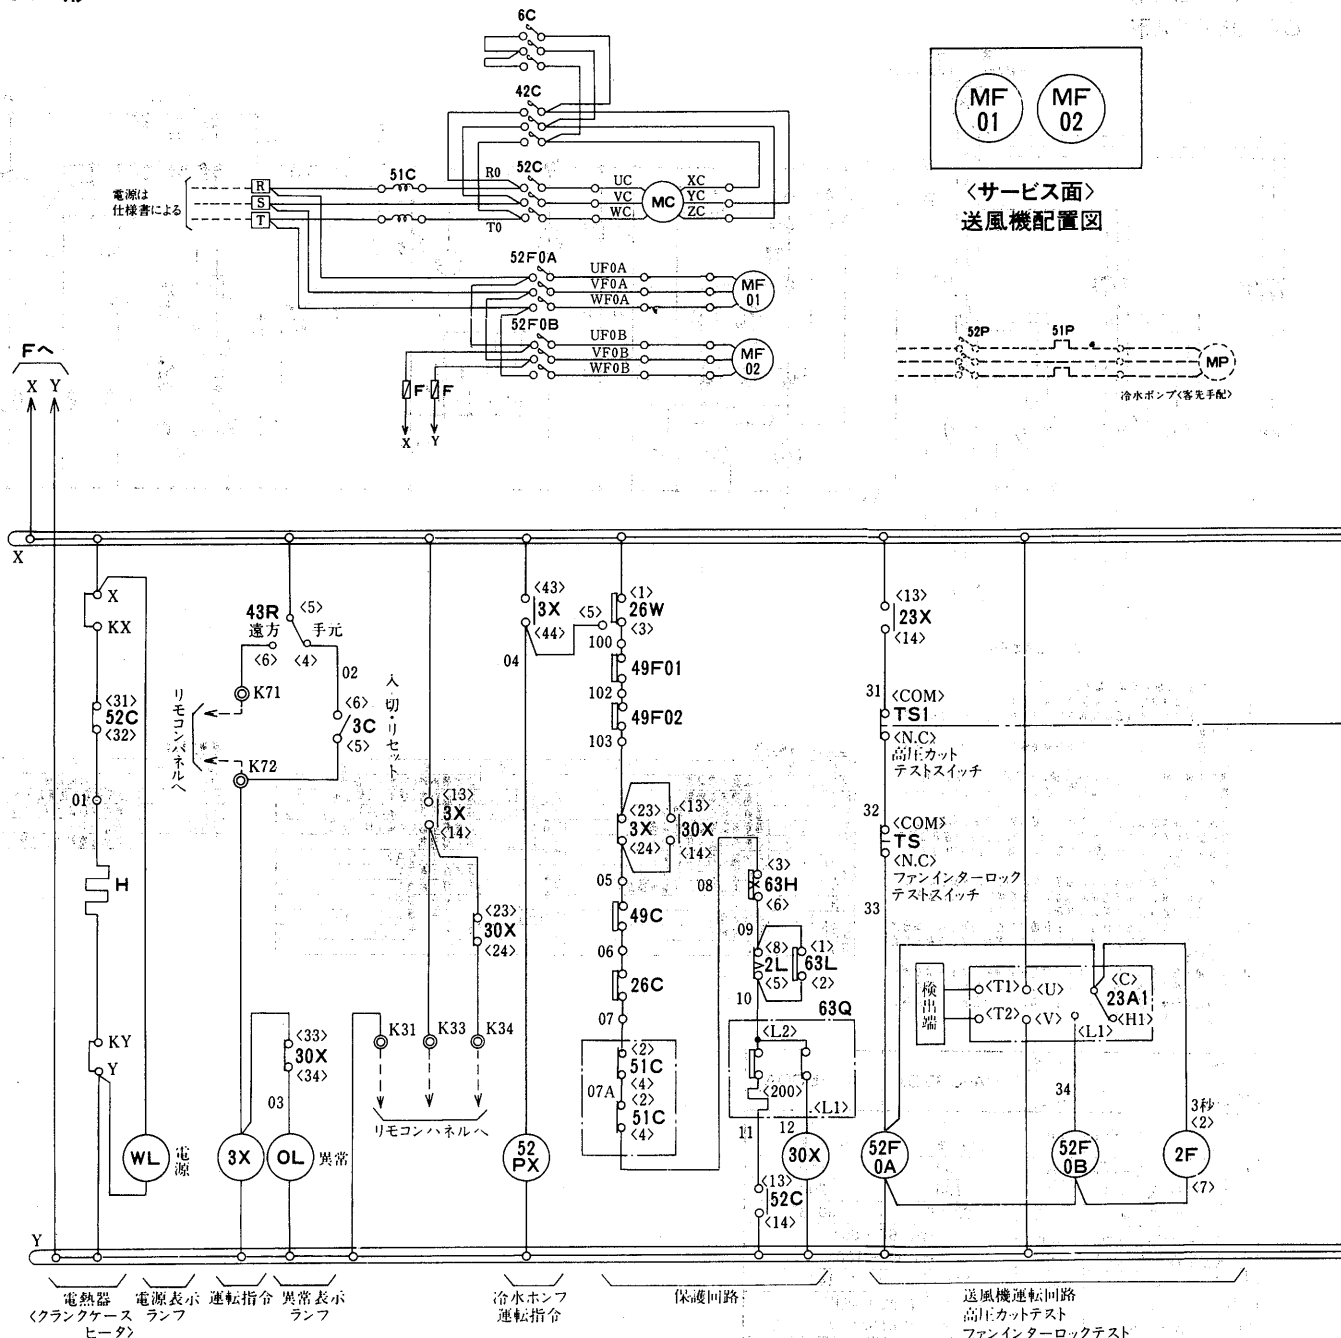 6C
42C
51C
R0
52C
UC
XC
電源は
仕様書による
R
S
T
VC
MC
YC
WC
ZC
T0
52F0A
UF0A
VF0A
WF0A
MF
01
52F0B
UF0B
VF0B
WF0B
MF
02
F
F
X
Y
MF
01
MF
02
〈サービス面〉
送風機配置図
52P
51P
MP
冷水ポンプ〈客先手配〉
Fへ
X Y
X
X
KX
〈31〉
52C
〈32〉
01
H
KY
Y
WL
電源
43R
遠方
〈5〉
手元
〈6〉
〈4〉
02
K71
リモコンパネルへ
K72
〈6〉
3C
〈5〉
入・切・リセット
〈13〉
3X
〈14〉
〈23〉
30X
〈24〉
K31
K33
K34
リモコンパネルへ
〈33〉
30X
〈34〉
03
3X
OL
異常
〈43〉
3X
〈44〉
04
52
PX
〈5〉
〈1〉
26W
〈3〉
100
49F01
102
49F02
103
〈23〉
3X
〈24〉
〈13〉
30X
〈14〉
05
49C
06
26C
07
〈2〉
51C
〈4〉
07A
〈2〉
51C
〈4〉
08
〈3〉
63H
〈6〉
09
〈8〉
2L
〈5〉
〈1〉
63L
〈2〉
10
63Q
〈L2〉
〈200〉
〈L1〉
11
12
30X
〈13〉
52C
〈14〉
〈13〉
23X
〈14〉
31
〈COM〉
TS1
〈N.C〉
高圧カット
テストスイッチ
32
〈COM〉
TS
〈N.C〉
ファンインターロック
テストスイッチ
33
検出端
〈T1〉
〈U〉
〈C〉
23A1
〈T2〉
〈V〉
〈L1〉
〈H1〉
34
3秒
〈2〉
52F
0A
52F
0B
2F
〈7〉
Y
電熱器
〈クランクケース
ヒータ〉
電源表示
ランプ
運転指令
異常表示
ランプ
冷水ポンプ
運転指令
保護回路
送風機運転回路
高圧カットテスト
ファンインターロックテスト